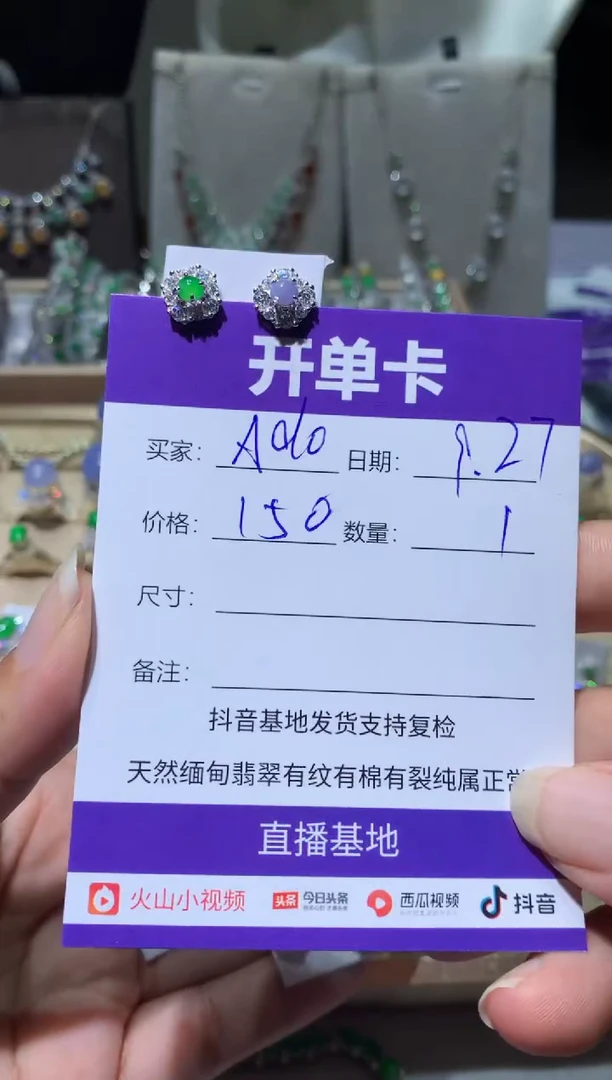 开单卡
买家: Ado 日期: 9.27
价格: 150 数量: 1
尺寸:
备注:
抖音基地发货支持复检
天然缅甸翡翠有纹有棉有裂纯属正常
直播基地
火山小视频 头条 今日头条 西瓜视频 抖音